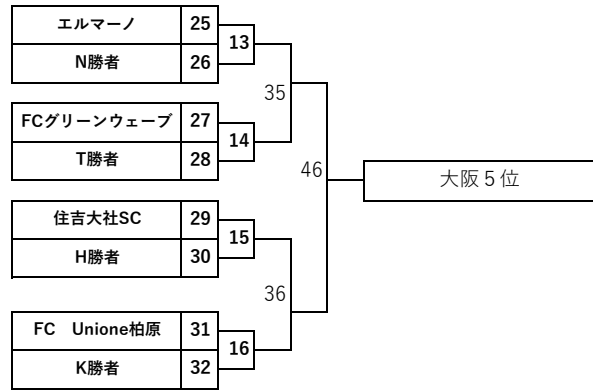 エルマーノ 25
13
N勝者 26
35
FCグリーンウェーブ 27
14
T勝者 28
46
大阪５位
住吉大社SC 29
15
H勝者 30
36
FC　Unione柏原 31
16
K勝者 32